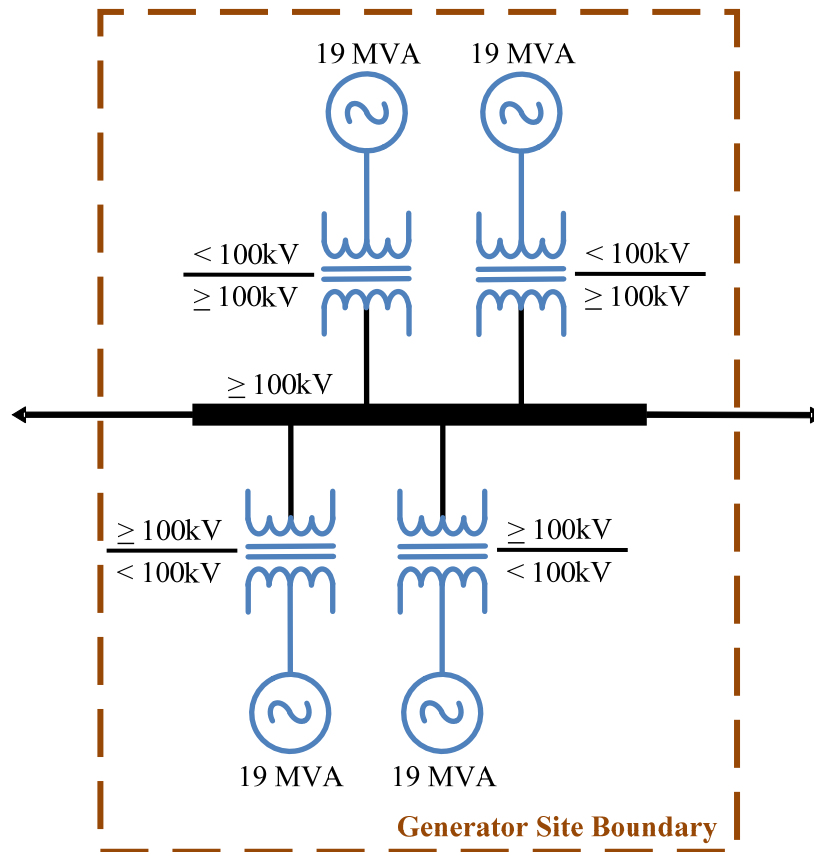 19 MVA 19 MVA
< 100kV < 100kV
≥ 100kV ≥ 100kV
≥ 100kV
≥ 100kV ≥ 100kV
< 100kV < 100kV
19 MVA 19 MVA
Generator Site Boundary